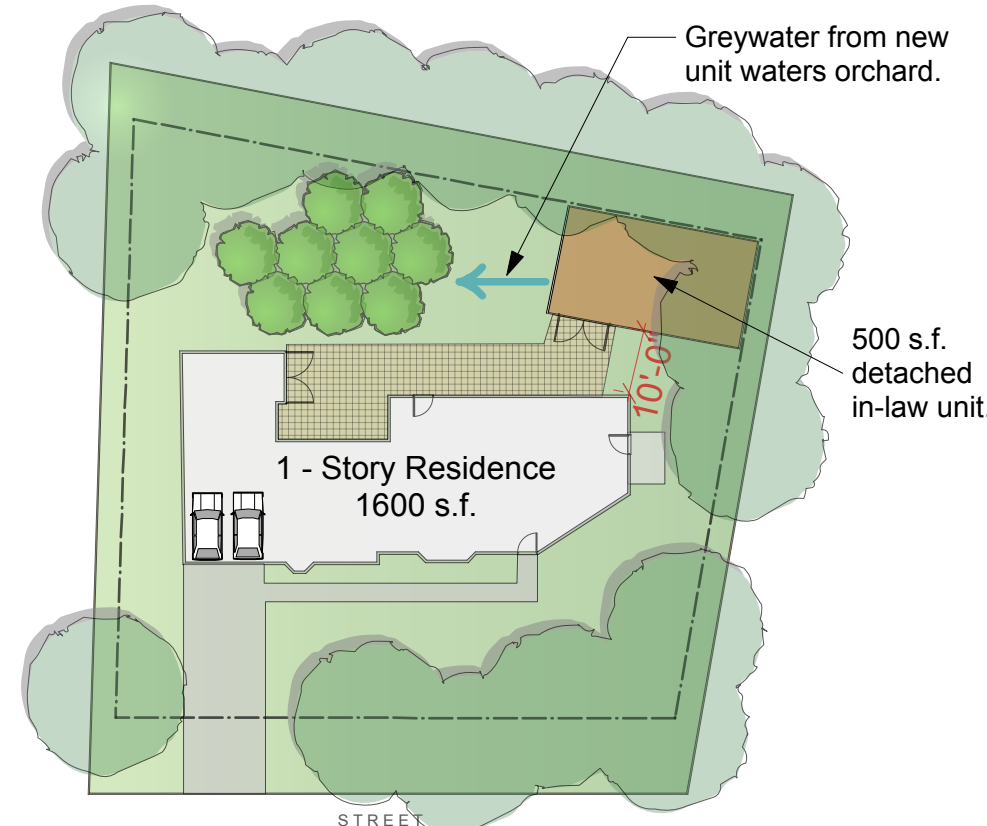 Greywater from new
unit waters orchard.
500 s.f.
detached
in-law unit.
10'-0"
1 - Story Residence
1600 s.f.
STREET